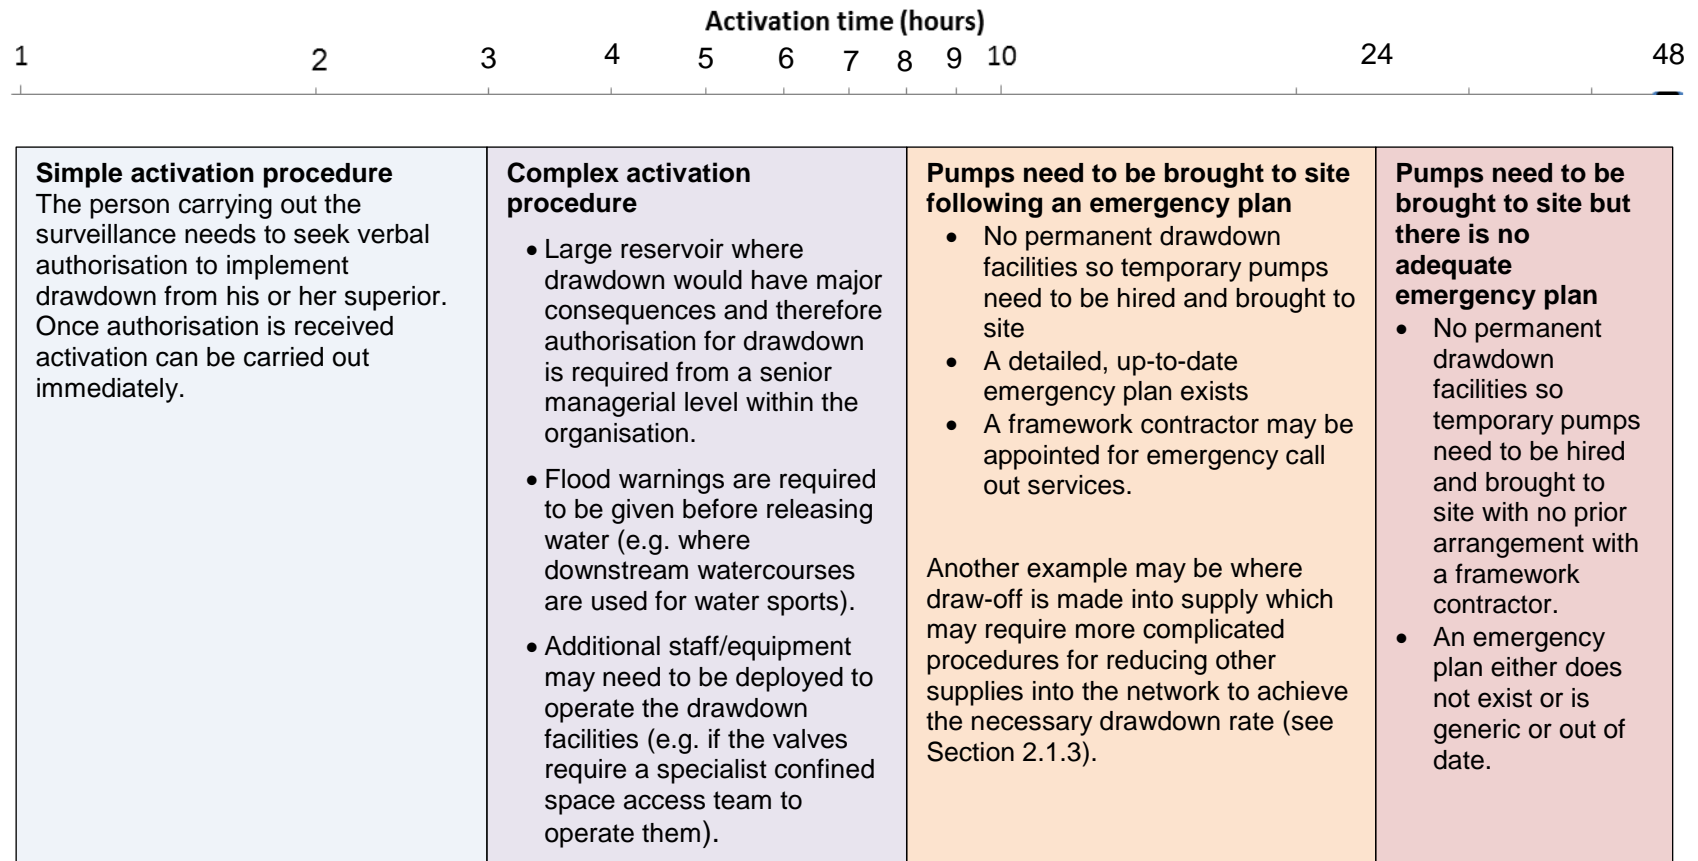 Activation time (hours)
1 2 3 4 5 6 7 8 9 10 24 48
Simple activation procedure
The person carrying out the
surveillance needs to seek verbal
authorisation to implement
drawdown from his or her superior.
Once authorisation is received
activation can be carried out
immediately.
Complex activation
procedure
• Large reservoir where
drawdown would have major
consequences and therefore
authorisation for drawdown
is required from a senior
managerial level within the
organisation.
• Flood warnings are required
to be given before releasing
water (e.g. where
downstream watercourses
are used for water sports).
• Additional staff/equipment
may need to be deployed to
operate the drawdown
facilities (e.g. if the valves
require a specialist confined
space access team to
operate them).
Pumps need to be brought to site
following an emergency plan
• No permanent drawdown
facilities so temporary pumps
need to be hired and brought to
site
• A detailed, up-to-date
emergency plan exists
• A framework contractor may be
appointed for emergency call
out services.
Another example may be where
draw-off is made into supply which
may require more complicated
procedures for reducing other
supplies into the network to achieve
the necessary drawdown rate (see
Section 2.1.3).
Pumps need to be
brought to site but
there is no
adequate
emergency plan
• No permanent
drawdown
facilities so
temporary pumps
need to be hired
and brought to
site with no prior
arrangement with
a framework
contractor.
• An emergency
plan either does
not exist or is
generic or out of
date.